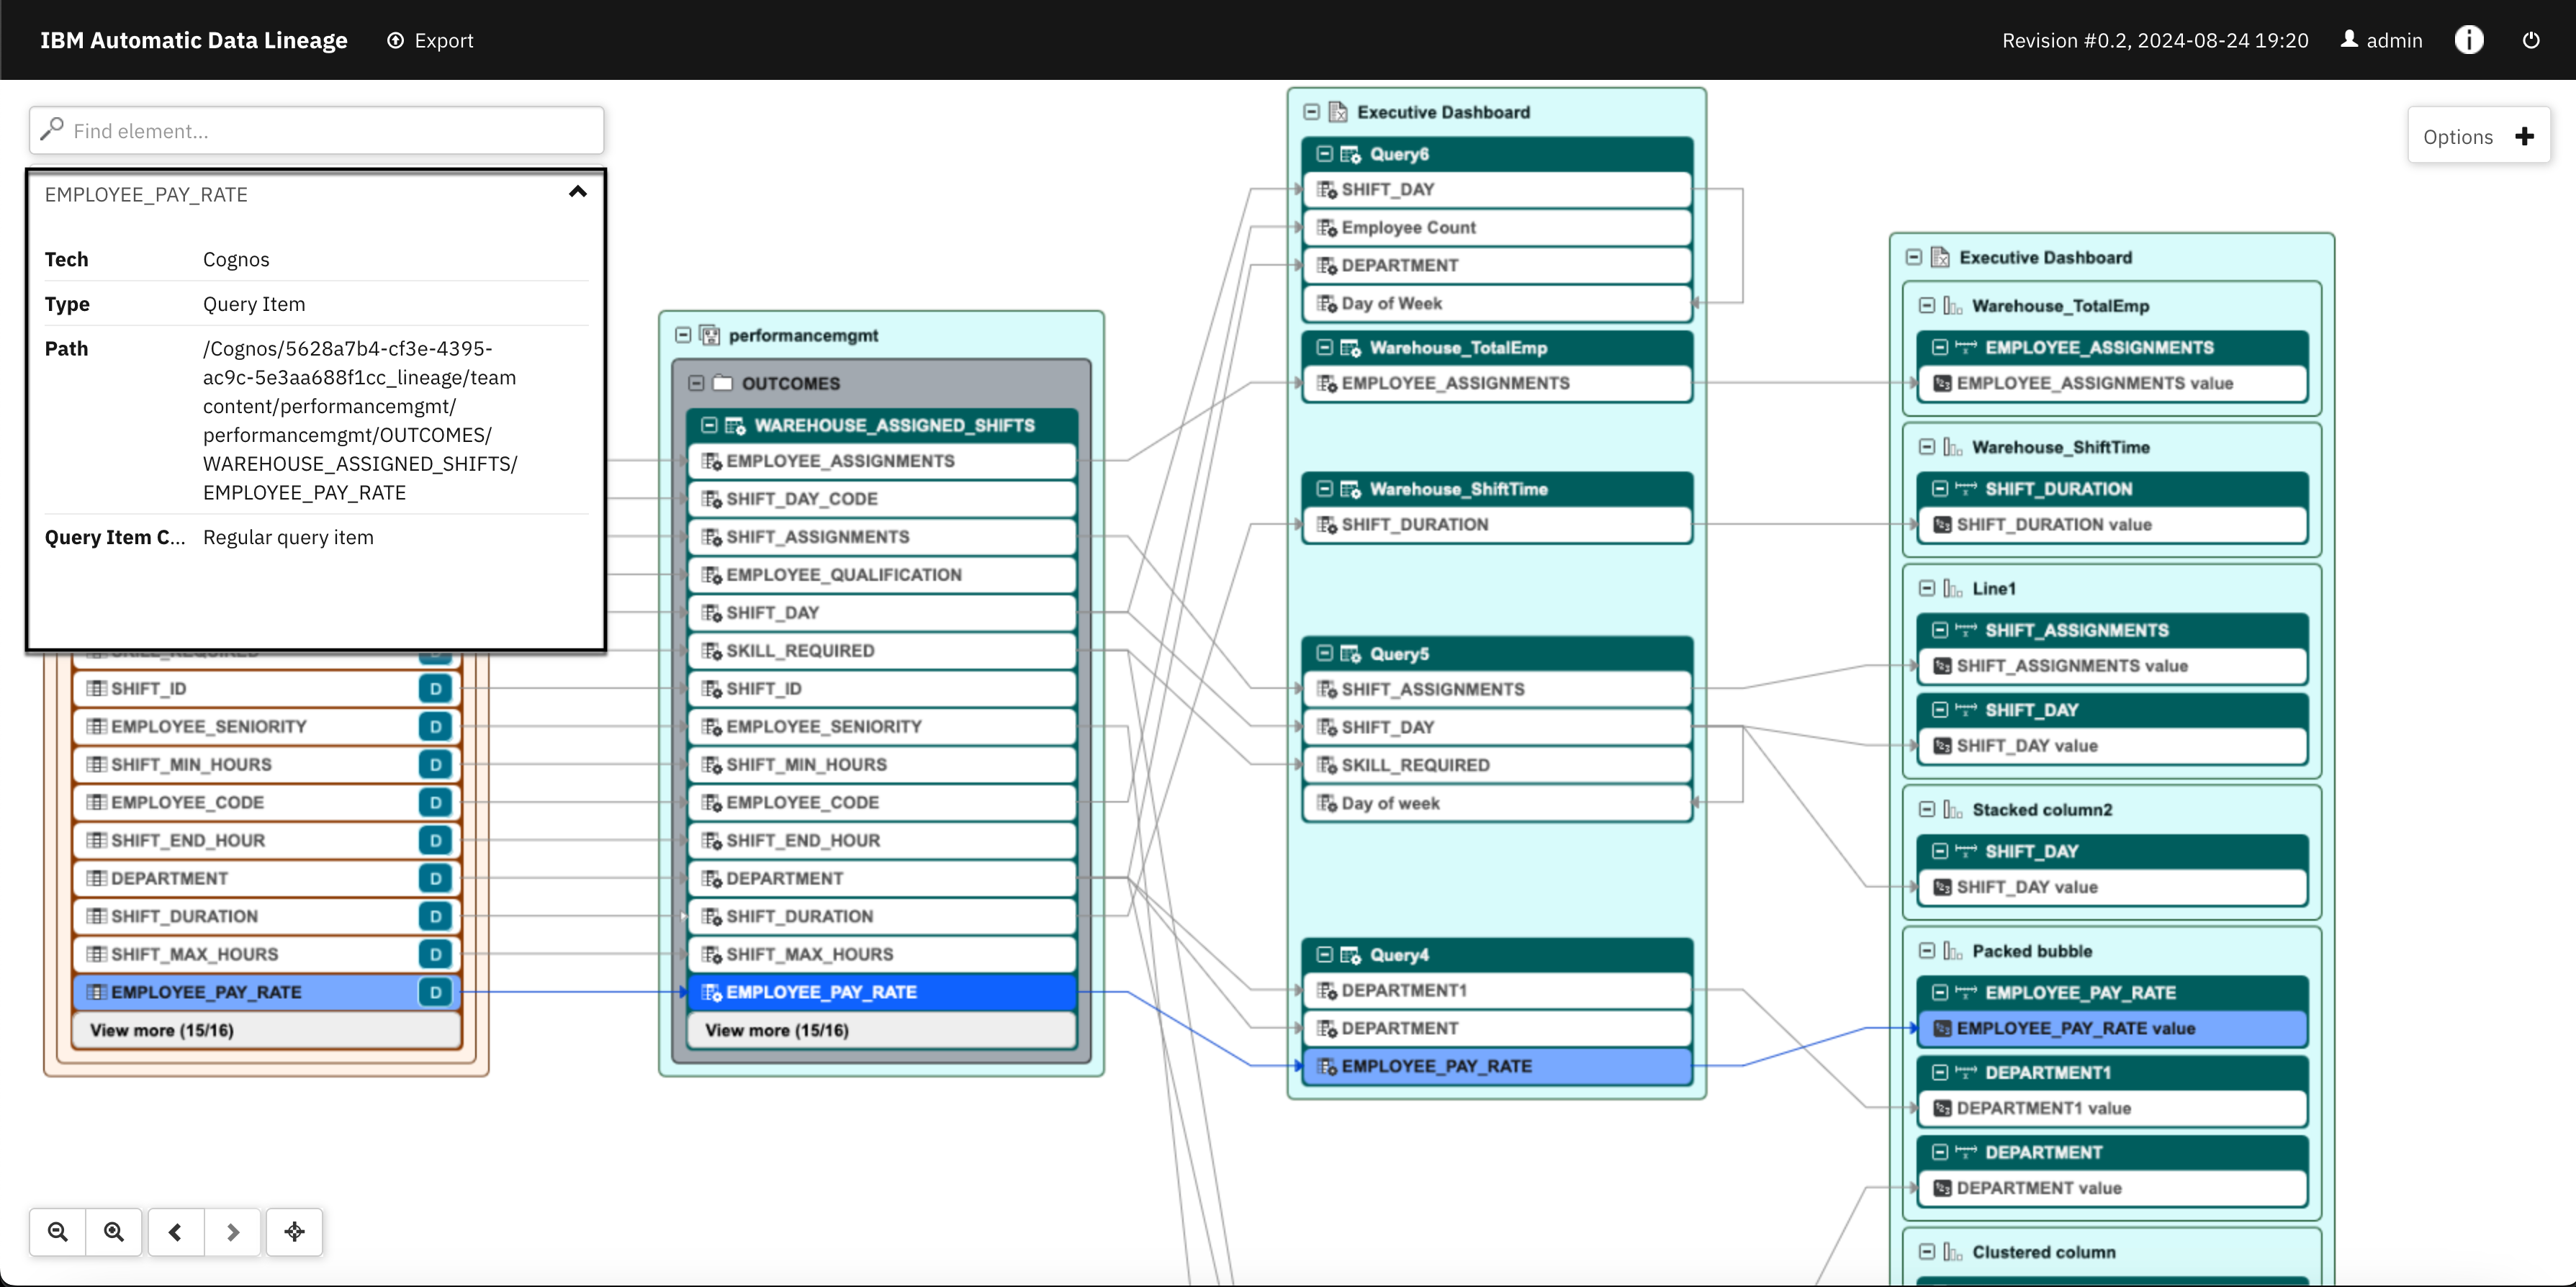 IBM Automatic Data Lineage
Export
Revision #0.2, 2024-08-24 19:20
admin
Find element...
Options
EMPLOYEE_PAY_RATE
Tech Cognos
Type Query Item
Path /Cognos/5628a7b4-cf3e-4395-
ac9c-5e3aa688f1cc_lineage/team
content/performancemgmt/
performancemgmt/OUTCOMES/
WAREHOUSE_ASSIGNED_SHIFTS/
EMPLOYEE_PAY_RATE
Query Item C... Regular query item
SHIFT_ID D
EMPLOYEE_SENIORITY D
SHIFT_MIN_HOURS D
EMPLOYEE_CODE D
SHIFT_END_HOUR D
DEPARTMENT D
SHIFT_DURATION D
SHIFT_MAX_HOURS D
EMPLOYEE_PAY_RATE D
View more (15/16)
performancemgmt
OUTCOMES
WAREHOUSE_ASSIGNED_SHIFTS
EMPLOYEE_ASSIGNMENTS
SHIFT_DAY_CODE
SHIFT_ASSIGNMENTS
EMPLOYEE_QUALIFICATION
SHIFT_DAY
SKILL_REQUIRED
SHIFT_ID
EMPLOYEE_SENIORITY
SHIFT_MIN_HOURS
EMPLOYEE_CODE
SHIFT_END_HOUR
DEPARTMENT
SHIFT_DURATION
SHIFT_MAX_HOURS
EMPLOYEE_PAY_RATE
View more (15/16)
Executive Dashboard
Query6
SHIFT_DAY
Employee Count
DEPARTMENT
Day of Week
Warehouse_TotalEmp
EMPLOYEE_ASSIGNMENTS
Warehouse_ShiftTime
SHIFT_DURATION
Query5
SHIFT_ASSIGNMENTS
SHIFT_DAY
SKILL_REQUIRED
Day of week
Query4
DEPARTMENT1
DEPARTMENT
EMPLOYEE_PAY_RATE
Executive Dashboard
Warehouse_TotalEmp
EMPLOYEE_ASSIGNMENTS
EMPLOYEE_ASSIGNMENTS value
Warehouse_ShiftTime
SHIFT_DURATION
SHIFT_DURATION value
Line1
SHIFT_ASSIGNMENTS
SHIFT_ASSIGNMENTS value
SHIFT_DAY
SHIFT_DAY value
Stacked column2
SHIFT_DAY
SHIFT_DAY value
Packed bubble
EMPLOYEE_PAY_RATE
EMPLOYEE_PAY_RATE value
DEPARTMENT1
DEPARTMENT1 value
DEPARTMENT
DEPARTMENT value
Clustered column